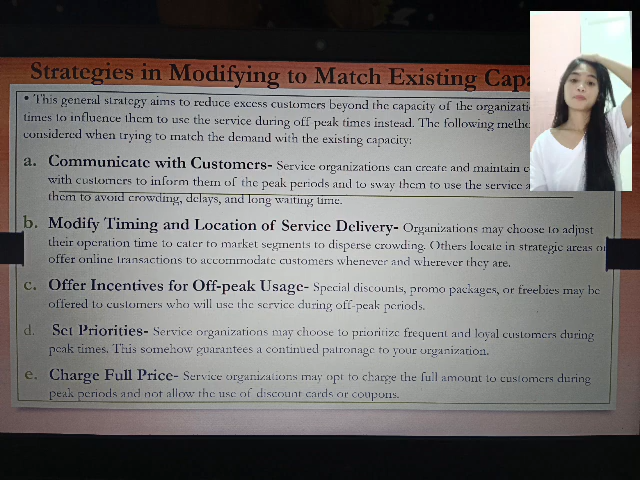 Strategies in Modifying to Match Existing Capa
• This general strategy aims to reduce excess customers beyond the capacity of the organizati
times to influence them to use the service during off peak times instead. The following metho
considered when trying to match the demand with the existing capacity:
a. Communicate with Customers- Service organizations can create and maintain c
with customers to inform them of the peak periods and to sway them to use the service a
them to avoid crowding, delays, and long waiting time.
b. Modify Timing and Location of Service Delivery- Organizations may choose to adjust
their operation time to cater to market segments to disperse crowding. Others locate in strategic areas or
offer online transactions to accommodate customers whenever and wherever they are.
c. Offer Incentives for Off-peak Usage- Special discounts, promo packages, or freebies may be
offered to customers who will use the service during off-peak periods.
d. Set Priorities- Service organizations may choose to prioritize frequent and loyal customers during
peak times. This somehow guarantees a continued patronage to your organization.
e. Charge Full Price- Service organizations may opt to charge the full amount to customers during
peak periods and not allow the use of discount cards or coupons.